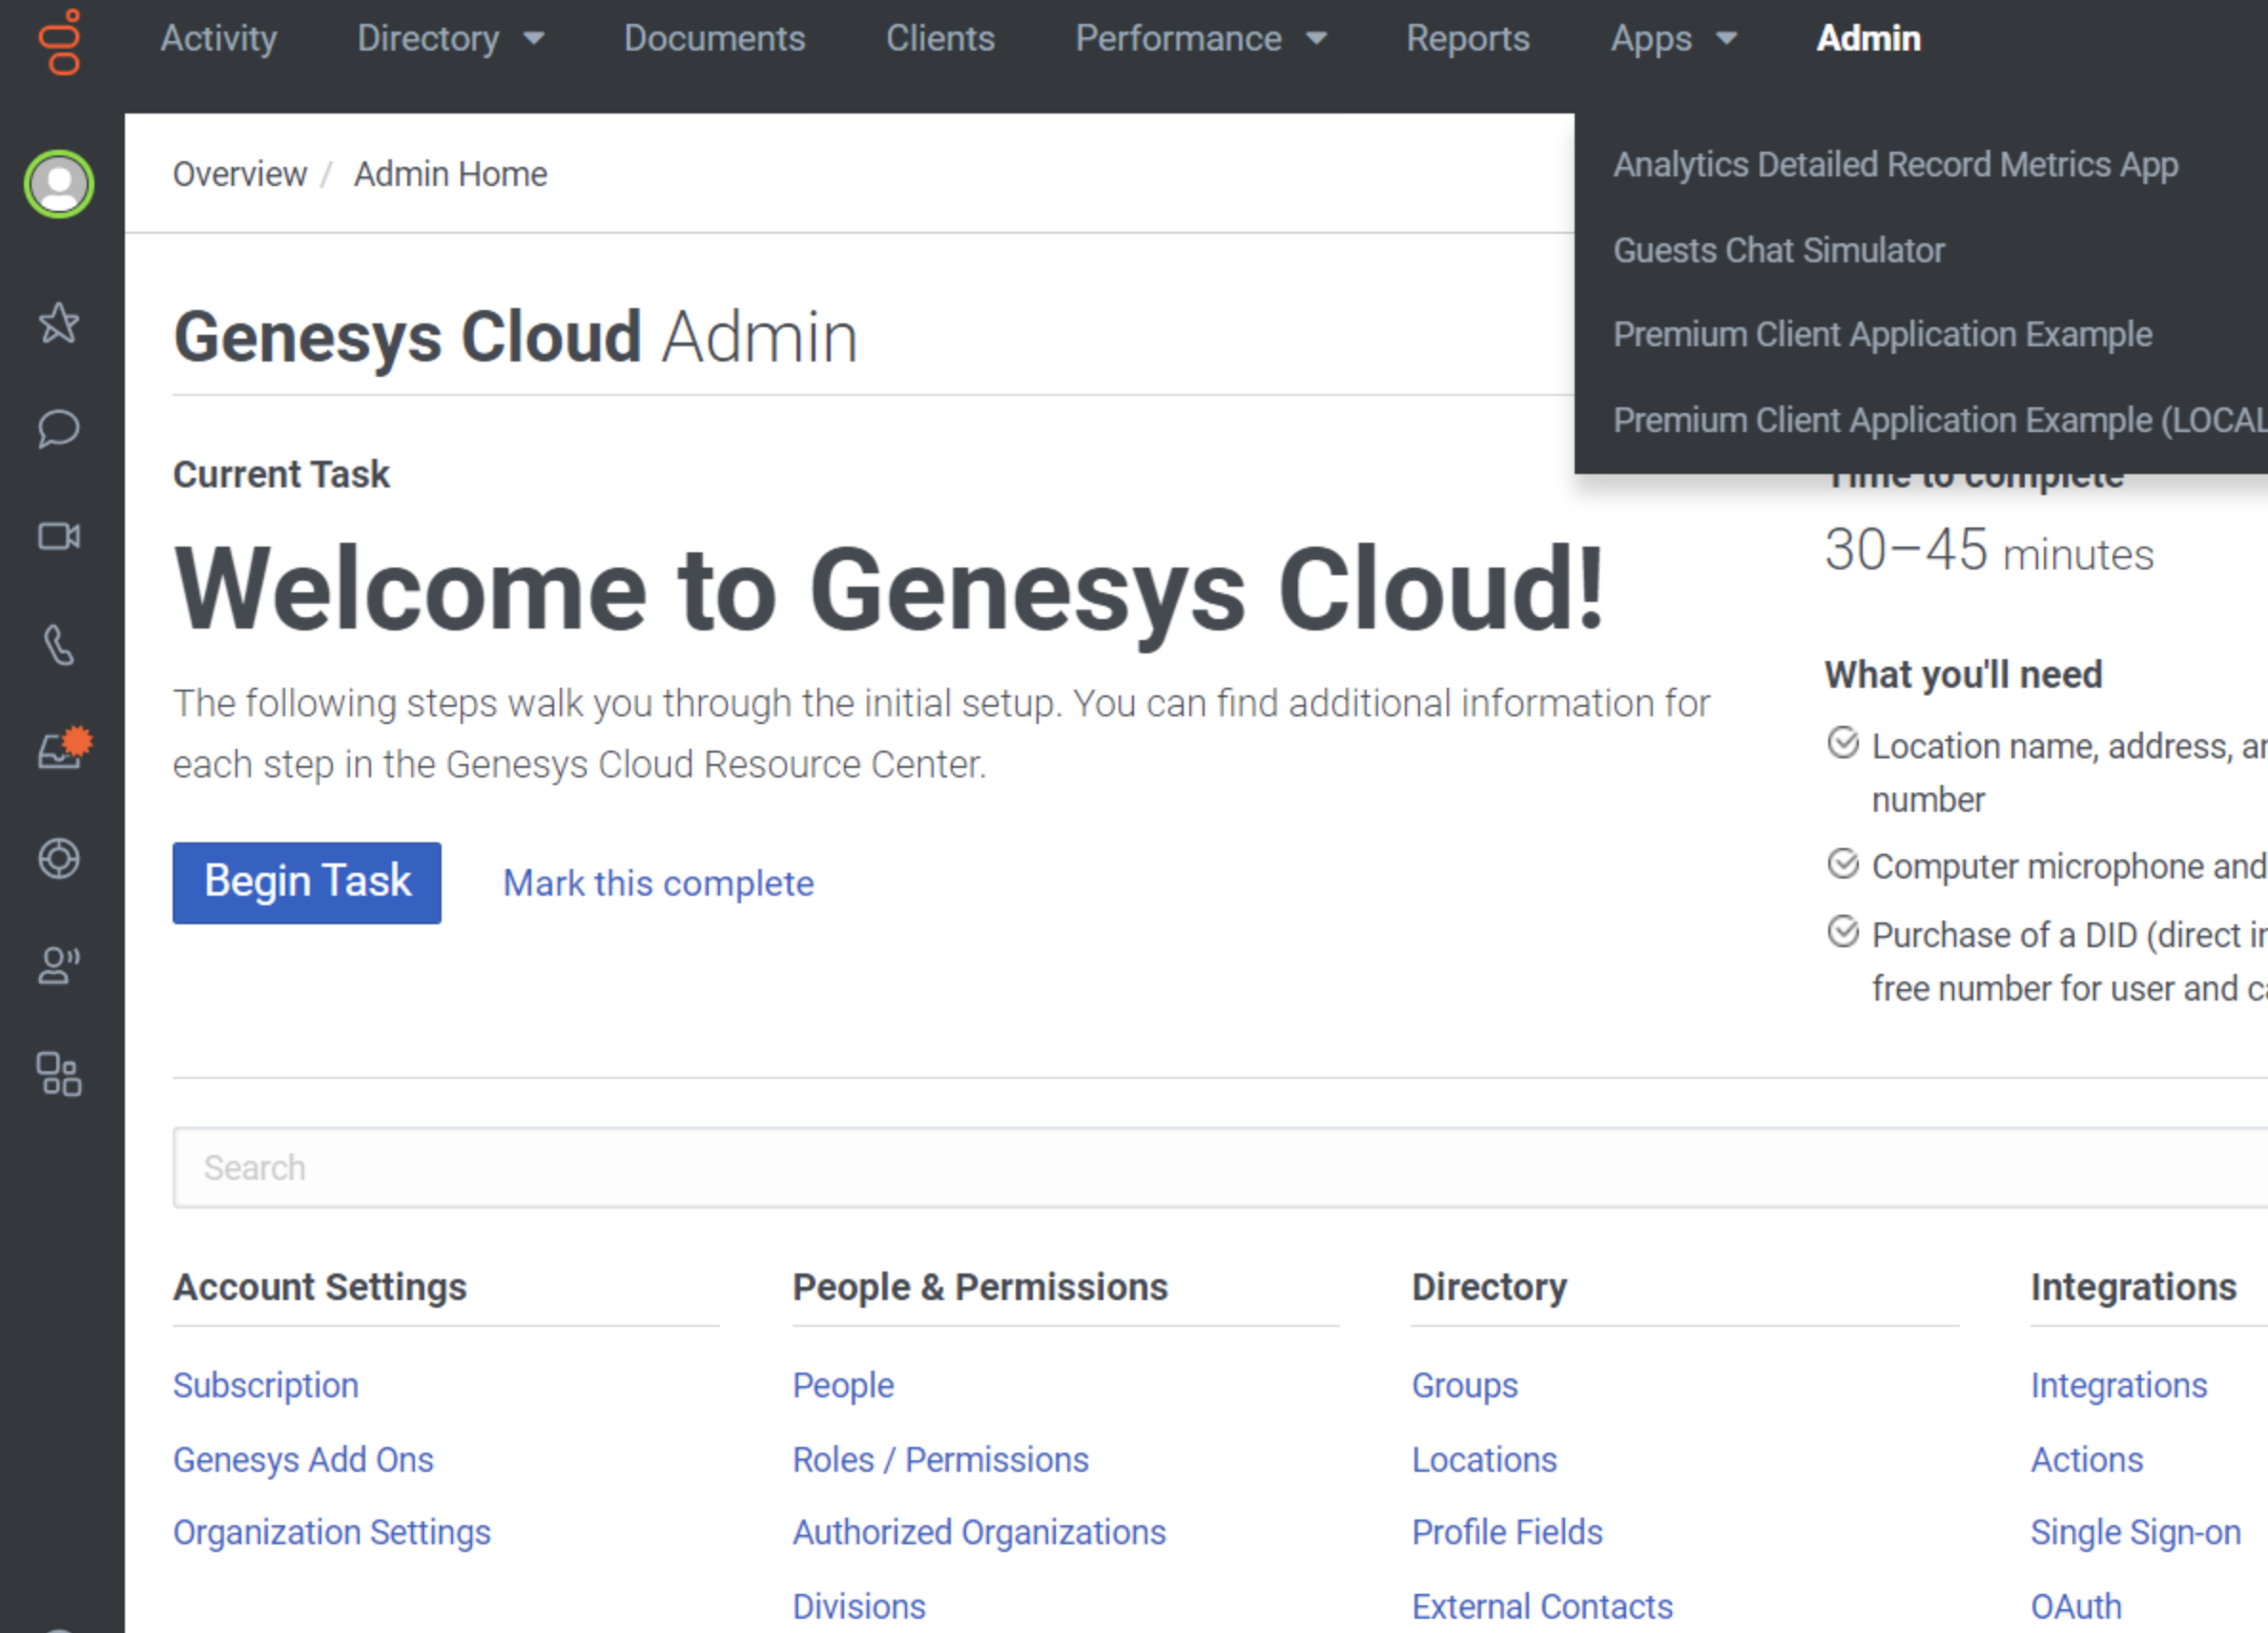 Activity Directory Documents Clients Performance Reports Apps Admin
Overview / Admin Home
Analytics Detailed Record Metrics App
Guests Chat Simulator
Premium Client Application Example
Premium Client Application Example (LOCAL
Genesys Cloud Admin
Current Task
Welcome to Genesys Cloud!
The following steps walk you through the initial setup. You can find additional information for
each step in the Genesys Cloud Resource Center.
Begin Task Mark this complete
Time to complete
30–45 minutes
What you'll need
Location name, address, an
number
Computer microphone and
Purchase of a DID (direct in
free number for user and ca
Search
Account Settings
Subscription
Genesys Add Ons
Organization Settings
People & Permissions
People
Roles / Permissions
Authorized Organizations
Divisions
Directory
Groups
Locations
Profile Fields
External Contacts
Integrations
Integrations
Actions
Single Sign-on
OAuth